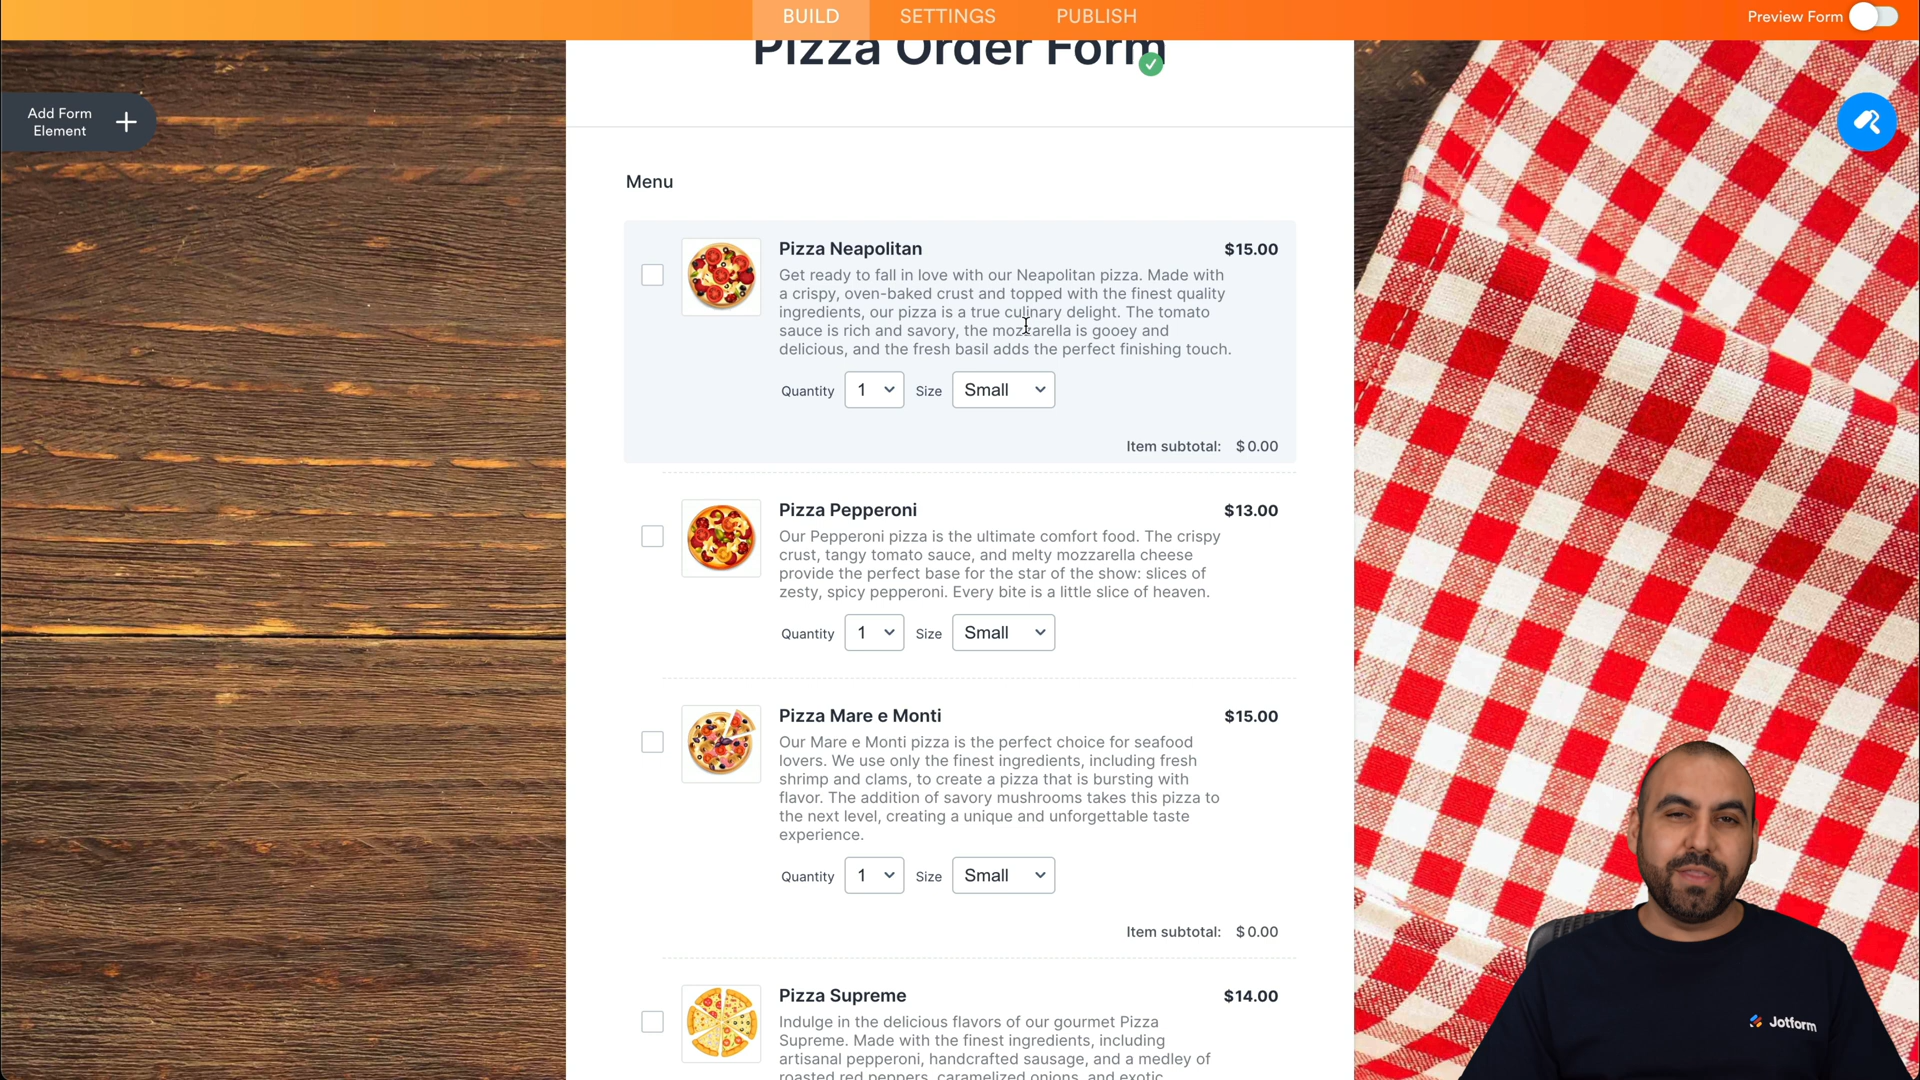 BUILD
SETTINGS
PUBLISH
Preview Form
Pizza Order Form
Add Form
Element
Menu
Pizza Neapolitan
$15.00
Get ready to fall in love with our Neapolitan pizza. Made with
a crispy, oven-baked crust and topped with the finest quality
ingredients, our pizza is a true culinary delight. The tomato
sauce is rich and savory, the mozzarella is gooey and
delicious, and the fresh basil adds the perfect finishing touch.
Quantity 1 Size Small
Item subtotal: $0.00
Pizza Pepperoni
$13.00
Our Pepperoni pizza is the ultimate comfort food. The crispy
crust, tangy tomato sauce, and melty mozzarella cheese
provide the perfect base for the star of the show: slices of
zesty, spicy pepperoni. Every bite is a little slice of heaven.
Quantity 1 Size Small
Pizza Mare e Monti
$15.00
Our Mare e Monti pizza is the perfect choice for seafood
lovers. We use only the finest ingredients, including fresh
shrimp and clams, to create a pizza that is bursting with
flavor. The addition of savory mushrooms takes this pizza to
the next level, creating a unique and unforgettable taste
experience.
Quantity 1 Size Small
Item subtotal: $0.00
Pizza Supreme
$14.00
Indulge in the delicious flavors of our gourmet Pizza
Supreme. Made with the finest ingredients, including
artisanal pepperoni, handcrafted sausage, and a medley of
roasted red peppers, caramelized onions, and exotic
Jotform